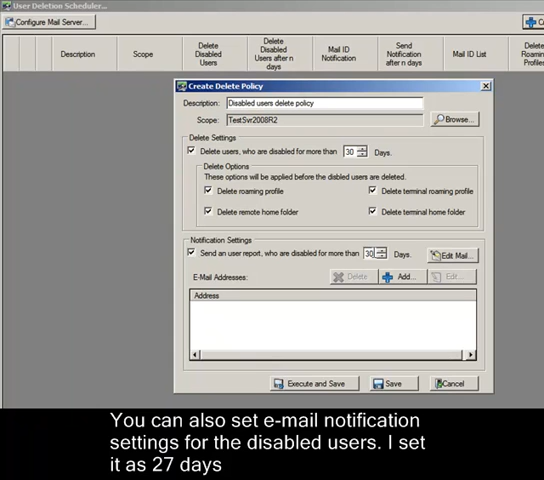 User Deletion Scheduler...
Configure Mail Server...
Description
Scope
Delete
Disabled
Users
Delete
Disabled
Users after n
days
Mail ID
Notification
Send
Notification
after n days
Mail ID List
Delete
Roamin
Profiles
Create Delete Policy
Description: Disabled users delete policy
Scope: TestSvr2008R2 Browse...
Delete Settings
Delete users, who are disabled for more than 30 Days.
Delete Options
These options will be applied before the disbled users are deleted.
Delete roaming profile Delete terminal roaming profile
Delete remote home folder Delete terminal home folder
Notification Settings
Send an user report, who are disabled for more than 30 Days. Edit Mail...
E-Mail Addresses: Delete Add... Edit...
Address
Execute and Save Save Cancel
You can also set e-mail notification
settings for the disabled users. I set
it as 27 days